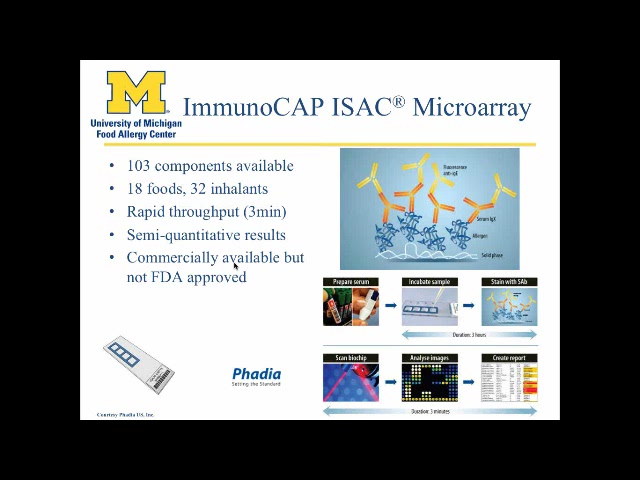 M
University of Michigan
Food Allergy Center
ImmunoCAP ISAC® Microarray
• 103 components available
• 18 foods, 32 inhalants
• Rapid throughput (3min)
• Semi-quantitative results
• Commercially available but
not FDA approved
Fluorescence
anti-IgE
Serum IgX
Allergen
Solid phase
Prepare serum
Incubate sample
Stain with SAb
Duration: 3 hours
Scan biochip
Analyse images
Create report
Duration: 3 minutes
Phadia
Setting the Standard
Courtesy Phadia US, Inc.